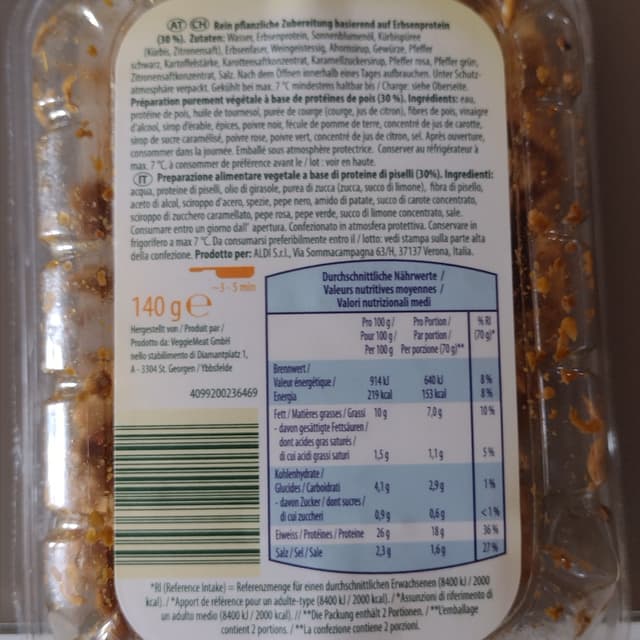 AT CH Rein pflanzliche Zubereitung basierend auf Erbsenprotein
(30 %). Zutaten: Wasser, Erbsenprotein, Sonnenblumenöl, Kürbispüree
(Kürbis, Zitronensaft), Erbsenfaser, Weingeistessig, Ahornsirup, Gewürze, Pfeffer
schwarz, Kartoffelstärke, Karottensaftkonzentrat, Karamellzuckersirup, Pfeffer rosa, Pfeffer grün,
Zitronensaftkonzentrat, Salz. Nach dem Öffnen innerhalb eines Tages aufbrauchen. Unter Schutz-
atmosphäre verpackt. Gekühlt bei max. 7 °C mindestens haltbar bis / Charge: siehe Oberseite.
Préparation purement végétale à base de protéines de pois (30 %). Ingrédients: eau,
protéine de pois, huile de tournesol, purée de courge (courge, jus de citron), fibres de pois, vinaigre
d'alcool, sirop d'érable, épices, poivre noir, fécule de pomme de terre, concentré de jus de carotte,
sirop de sucre caramélisé, poivre rose, poivre vert, concentré de jus de citron, sel. Après ouverture,
consommer dans la journée. Emballé sous atmosphère protectrice. Conserver au réfrigérateur à
max. 7 °C, à consommer de préférence avant le / lot : voir en haute.
IT Preparazione alimentare vegetale a base di proteine di piselli (30%). Ingredienti:
acqua, proteine di piselli, olio di girasole, purea di zucca (zucca, succo di limone), fibra di pisello,
aceto di alcol, sciroppo d'acero, spezie, pepe nero, amido di patate, succo di carote concentrato,
sciroppo di zucchero caramellato, pepe rosa, pepe verde, succo di limone concentrato, sale.
Consumare entro un giorno dall' apertura. Confezionato in atmosfera protettiva. Conservare in
frigorifero a max 7 °C. Da consumarsi preferibilmente entro il / lotto: vedi stampa sulla parte alta
della confezione. Prodotto per: ALDI S.r.l., Via Sommacampagna 63/H, 37137 Verona, Italia.
~3-5 min
140 g e
Hergestellt von / Produit par /
Prodotto da: VeggieMeat GmbH
nello stabilimento di Diamantplatz 1,
A - 3304 St. Georgen / Ybbsfelde
4099200236469
Durchschnittliche Nährwerte /
Valeurs nutritives moyennes /
Valori nutrizionali medi
Pro 100 g / Pro Portion / % RI
Pour 100 g / Par portion / (70 g)*
Per 100 g Per porzione (70 g)**
Brennwert /
Valeur énergétique / 914 kJ 640 kJ 8 %
Energia 219 kcal 153 kcal 8 %
Fett / Matières grasses / Grassi 10 g 7,0 g 10 %
- davon gesättigte Fettsäuren /
dont acides gras saturés /
di cui acidi grassi saturi 1,5 g 1,1 g 5 %
Kohlenhydrate /
Glucides / Carboidrati 4,1 g 2,9 g 1 %
- davon Zucker / dont sucres /
di cui zuccheri 0,9 g 0,6 g <1 %
Eiweiss / Protéines / Proteine 26 g 18 g 36 %
Salz / Sel / Sale 2,3 g 1,6 g 27 %
*RI (Reference Intake) = Referenzmenge für einen durchschnittlichen Erwachsenen (8400 kJ / 2000
kcal). / *Apport de référence pour un adulte-type (8400 kJ / 2000 kcal). / *Assunzioni di riferimento di
un adulto medio (8400 kJ / 2000 kcal). // **Die Packung enthält 2 Portionen. / **L'emballage
contient 2 portions. / **La confezione contiene 2 porzioni.